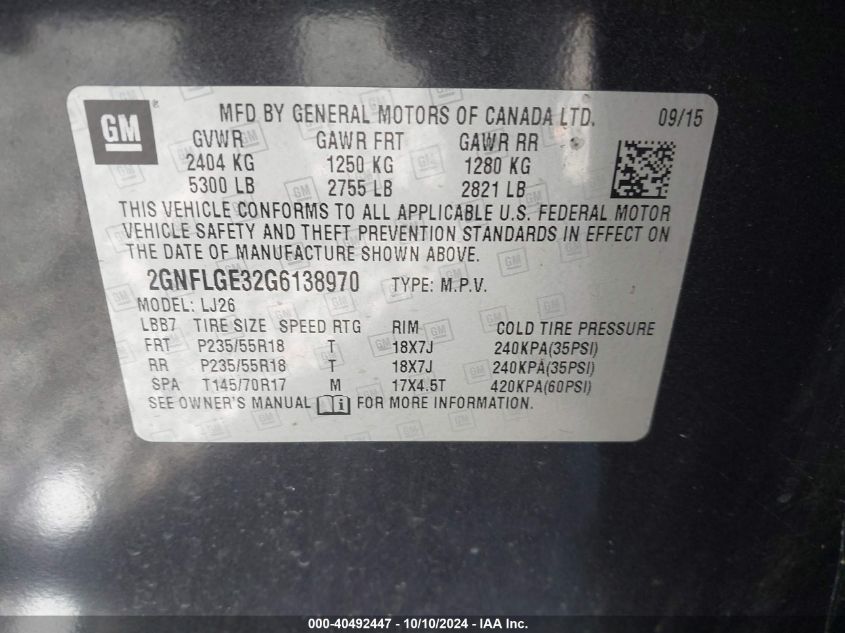 GM
®
MFD BY GENERAL MOTORS OF CANADA LTD. 09/15
GVWR GAWR FRT GAWR RR
2404 KG 1250 KG 1280 KG
5300 LB 2755 LB 2821 LB
THIS VEHICLE CONFORMS TO ALL APPLICABLE U.S. FEDERAL MOTOR
VEHICLE SAFETY AND THEFT PREVENTION STANDARDS IN EFFECT ON
THE DATE OF MANUFACTURE SHOWN ABOVE.
2GNFLGE32G6138970 TYPE: M.P.V.
MODEL: LJ26
LBB7 TIRE SIZE SPEED RTG RIM COLD TIRE PRESSURE
FRT P235/55R18 T 18X7J 240KPA(35PSI)
RR P235/55R18 T 18X7J 240KPA(35PSI)
SPA T145/70R17 M 17X4.5T 420KPA(60PSI)
SEE OWNER'S MANUAL i FOR MORE INFORMATION.
000-40492447 - 10/10/2024 - IAA Inc.